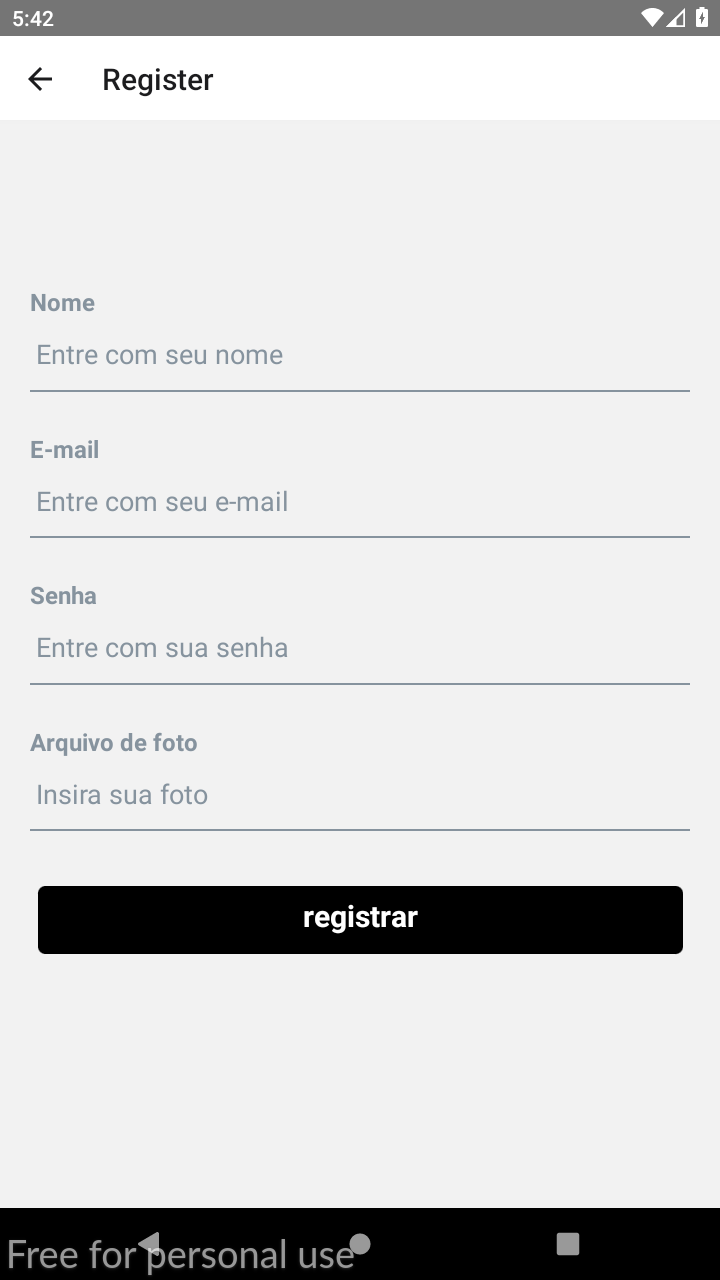 5:42
Register
Nome
Entre com seu nome
E-mail
Entre com seu e-mail
Senha
Entre com sua senha
Arquivo de foto
Insira sua foto
registrar
Free for personal use